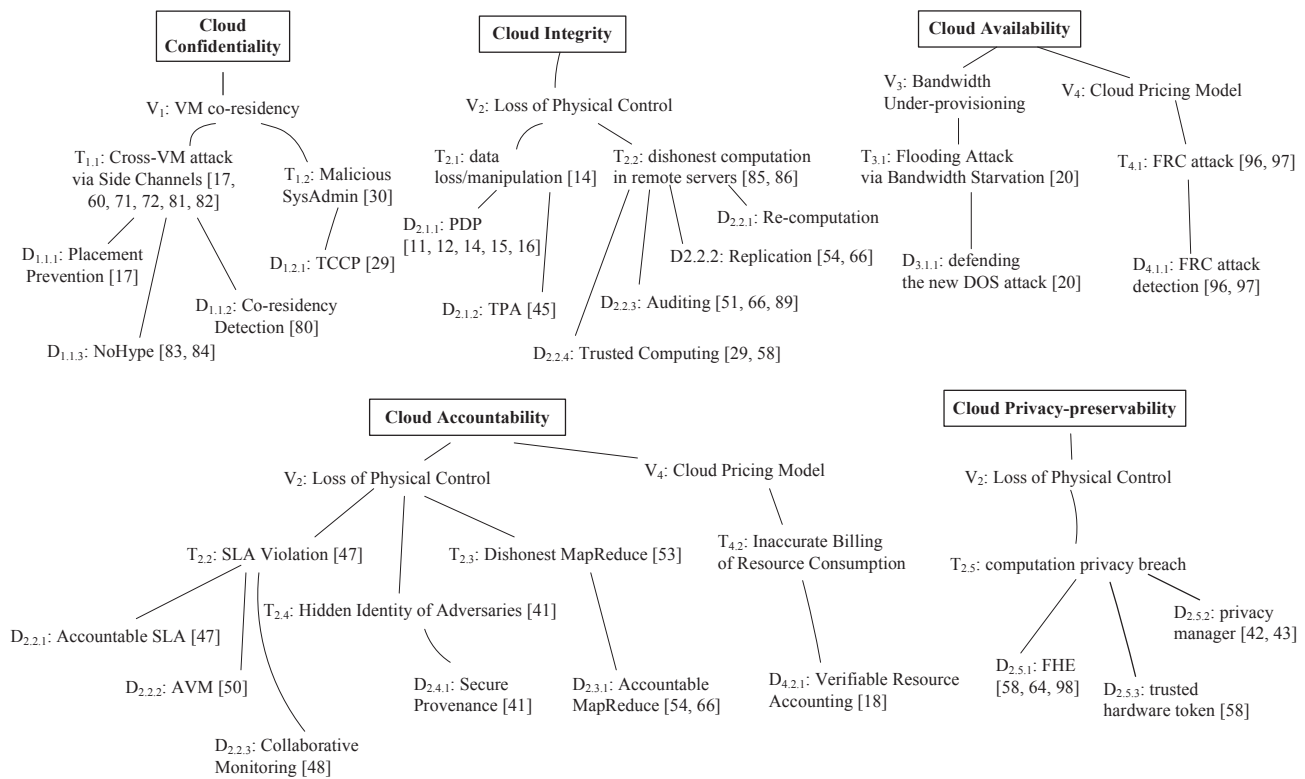 Cloud
Confidentiality
V1: VM co-residency
T1.1: Cross-VM attack
via Side Channels [17,
60, 71, 72, 81, 82]
T1.2: Malicious
SysAdmin [30]
D1.1.1: Placement
Prevention [17]
D1.2.1: TCCP [29]
D1.1.2: Co-residency
Detection [80]
D1.1.3: NoHype [83, 84]
Cloud Integrity
V2: Loss of Physical Control
T2.1: data
loss/manipulation [14]
T2.2: dishonest computation
in remote servers [85, 86]
D2.1.1: PDP
[11, 12, 14, 15, 16]
D2.2.1: Re-computation
D2.2.2: Replication [54, 66]
D2.1.2: TPA [45]
D2.2.3: Auditing [51, 66, 89]
D2.2.4: Trusted Computing [29, 58]
Cloud Availability
V3: Bandwidth
Under-provisioning
V4: Cloud Pricing Model
T3.1: Flooding Attack
via Bandwidth Starvation [20]
T4.1: FRC attack [96, 97]
D3.1.1: defending
the new DOS attack [20]
D4.1.1: FRC attack
detection [96, 97]
Cloud Accountability
V2: Loss of Physical Control
V4: Cloud Pricing Model
T2.2: SLA Violation [47]
T2.3: Dishonest MapReduce [53]
T4.2: Inaccurate Billing
of Resource Consumption
T2.4: Hidden Identity of Adversaries [41]
D2.2.1: Accountable SLA [47]
D2.2.2: AVM [50]
D2.4.1: Secure
Provenance [41]
D2.3.1: Accountable
MapReduce [54, 66]
D4.2.1: Verifiable Resource
Accounting [18]
D2.2.3: Collaborative
Monitoring [48]
Cloud Privacy-preservability
V2: Loss of Physical Control
T2.5: computation privacy breach
D2.5.2: privacy
manager [42, 43]
D2.5.1: FHE
[58, 64, 98]
D2.5.3: trusted
hardware token [58]